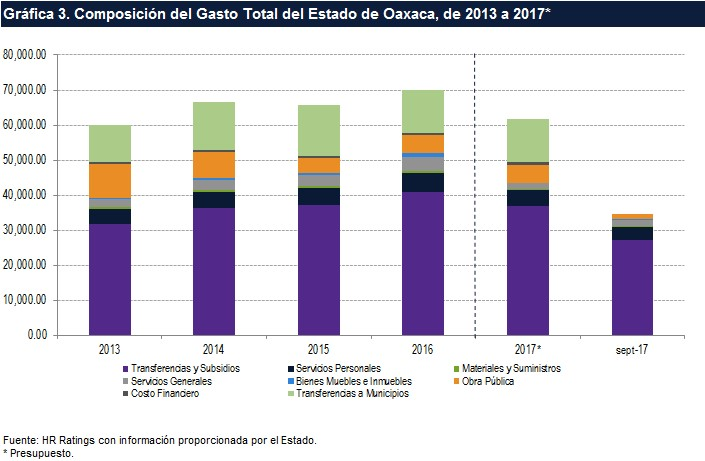 Gráfica 3. Composición del Gasto Total del Estado de Oaxaca, de 2013 a 2017*
80,000.00
70,000.00
60,000.00
50,000.00
40,000.00
30,000.00
20,000.00
10,000.00
0.00
2013 2014 2015 2016 2017* sept-17
Transferencias y Subsidios Servicios Personales Materiales y Suministros
Servicios Generales Bienes Muebles e Inmuebles Obra Pública
Costo Financiero Transferencias a Municipios
Fuente: HR Ratings con información proporcionada por el Estado.
* Presupuesto.